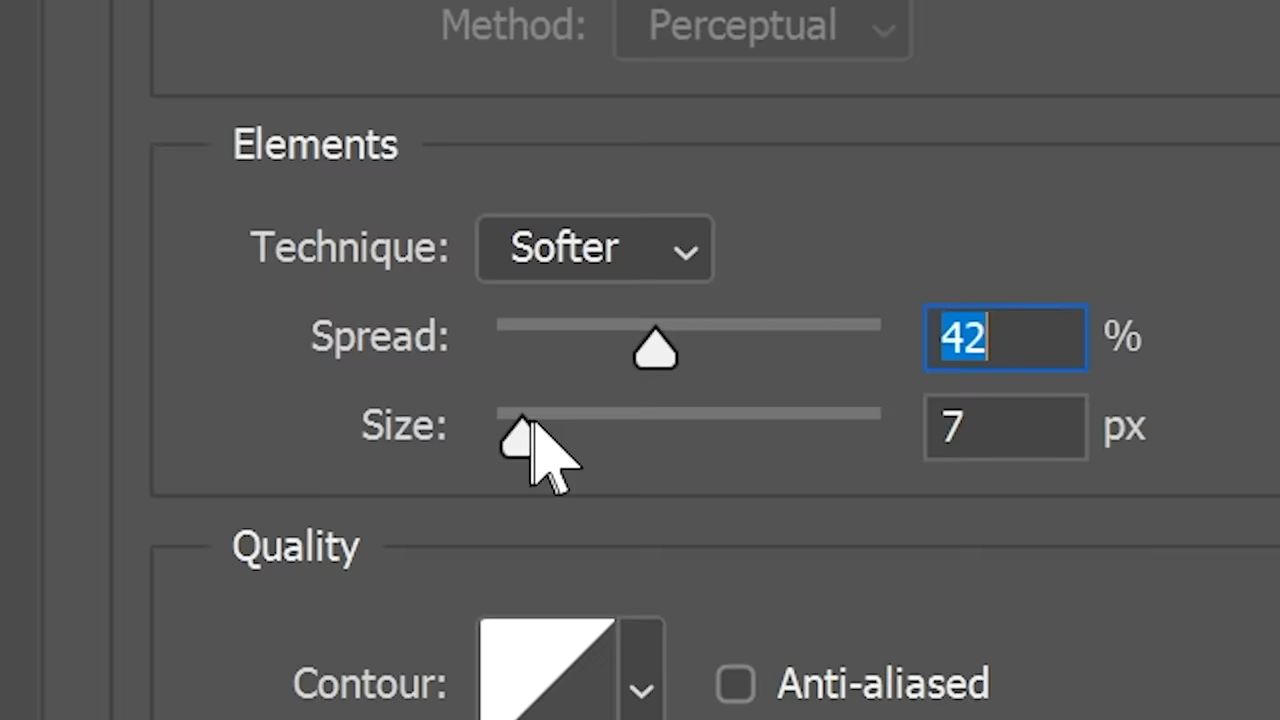 Method: Perceptual
Elements
Technique: Softer
Spread: 42 %
Size: 7 px
Quality
Contour: Anti-aliased